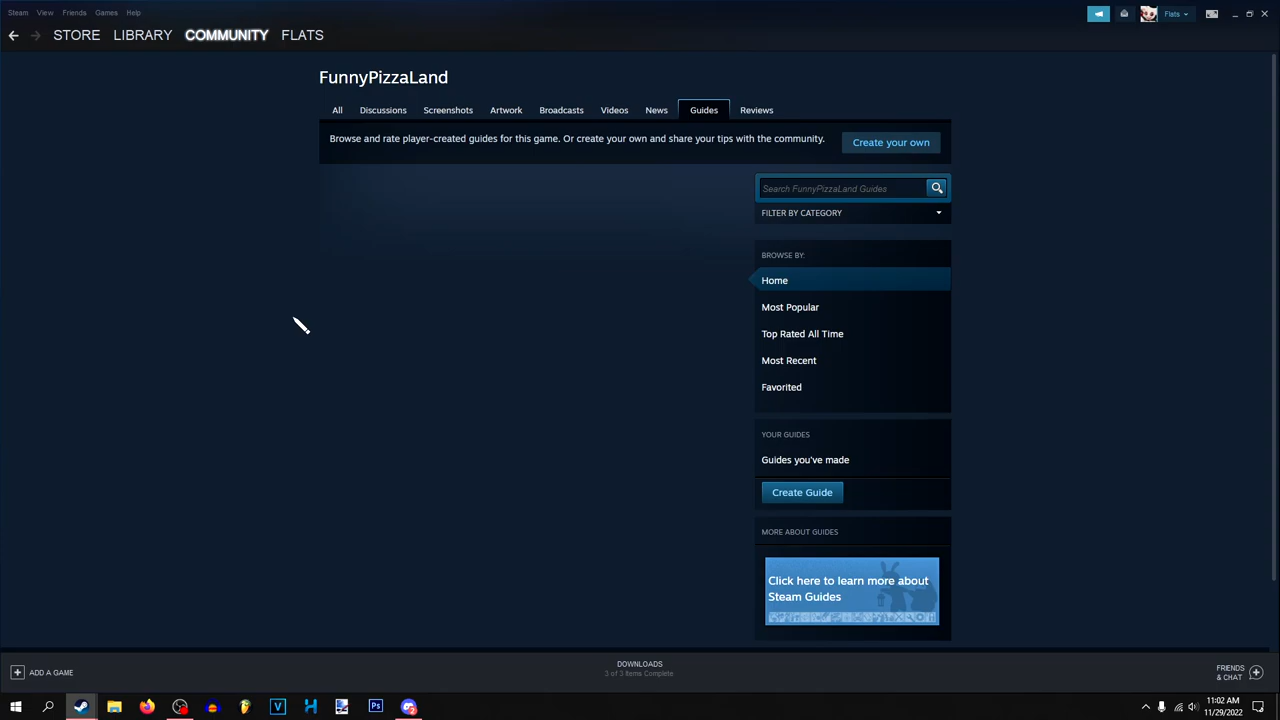 Steam View Friends Games Help
Flats
STORE LIBRARY COMMUNITY FLATS
FunnyPizzaLand
All Discussions Screenshots Artwork Broadcasts Videos News Guides Reviews
Browse and rate player-created guides for this game. Or create your own and share your tips with the community.
Create your own
Search FunnyPizzaLand Guides
FILTER BY CATEGORY
BROWSE BY:
Home
Most Popular
Top Rated All Time
Most Recent
Favorited
YOUR GUIDES
Guides you've made
Create Guide
MORE ABOUT GUIDES
Click here to learn more about
Steam Guides
ADD A GAME
DOWNLOADS
3 of 3 Items Complete
FRIENDS
& CHAT
V H Ps
11:02 AM
11/29/2022